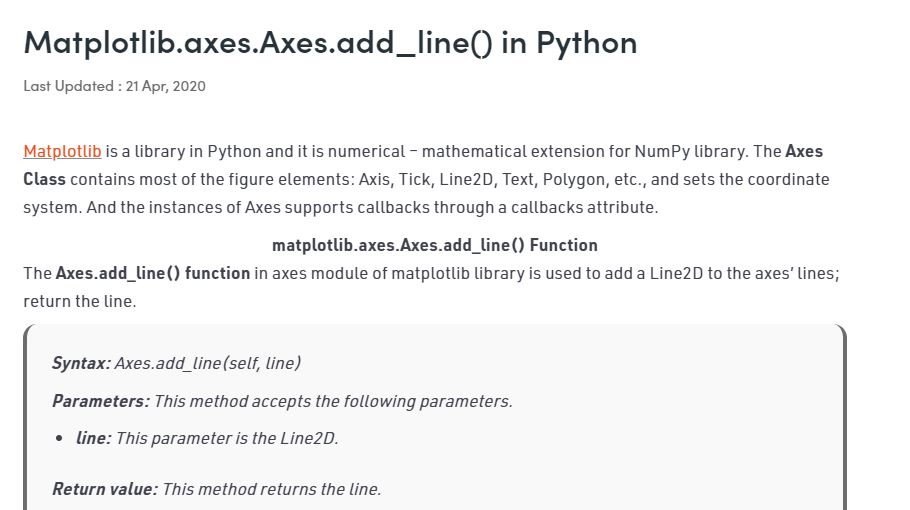 Matplotlib.axes.Axes.add_line() in Python
Last Updated : 21 Apr, 2020
Matplotlib is a library in Python and it is numerical – mathematical extension for NumPy library. The Axes
Class contains most of the figure elements: Axis, Tick, Line2D, Text, Polygon, etc., and sets the coordinate
system. And the instances of Axes supports callbacks through a callbacks attribute.
matplotlib.axes.Axes.add_line() Function
The Axes.add_line() function in axes module of matplotlib library is used to add a Line2D to the axes’ lines;
return the line.
Syntax: Axes.add_line(self, line)
Parameters: This method accepts the following parameters.
• line: This parameter is the Line2D.
Return value: This method returns the line.